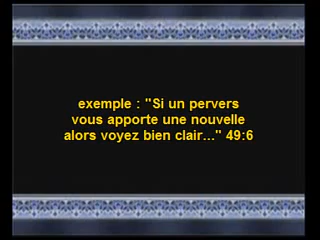 exemple : "Si un pervers
vous apporte une nouvelle
alors voyez bien clair..." 49:6